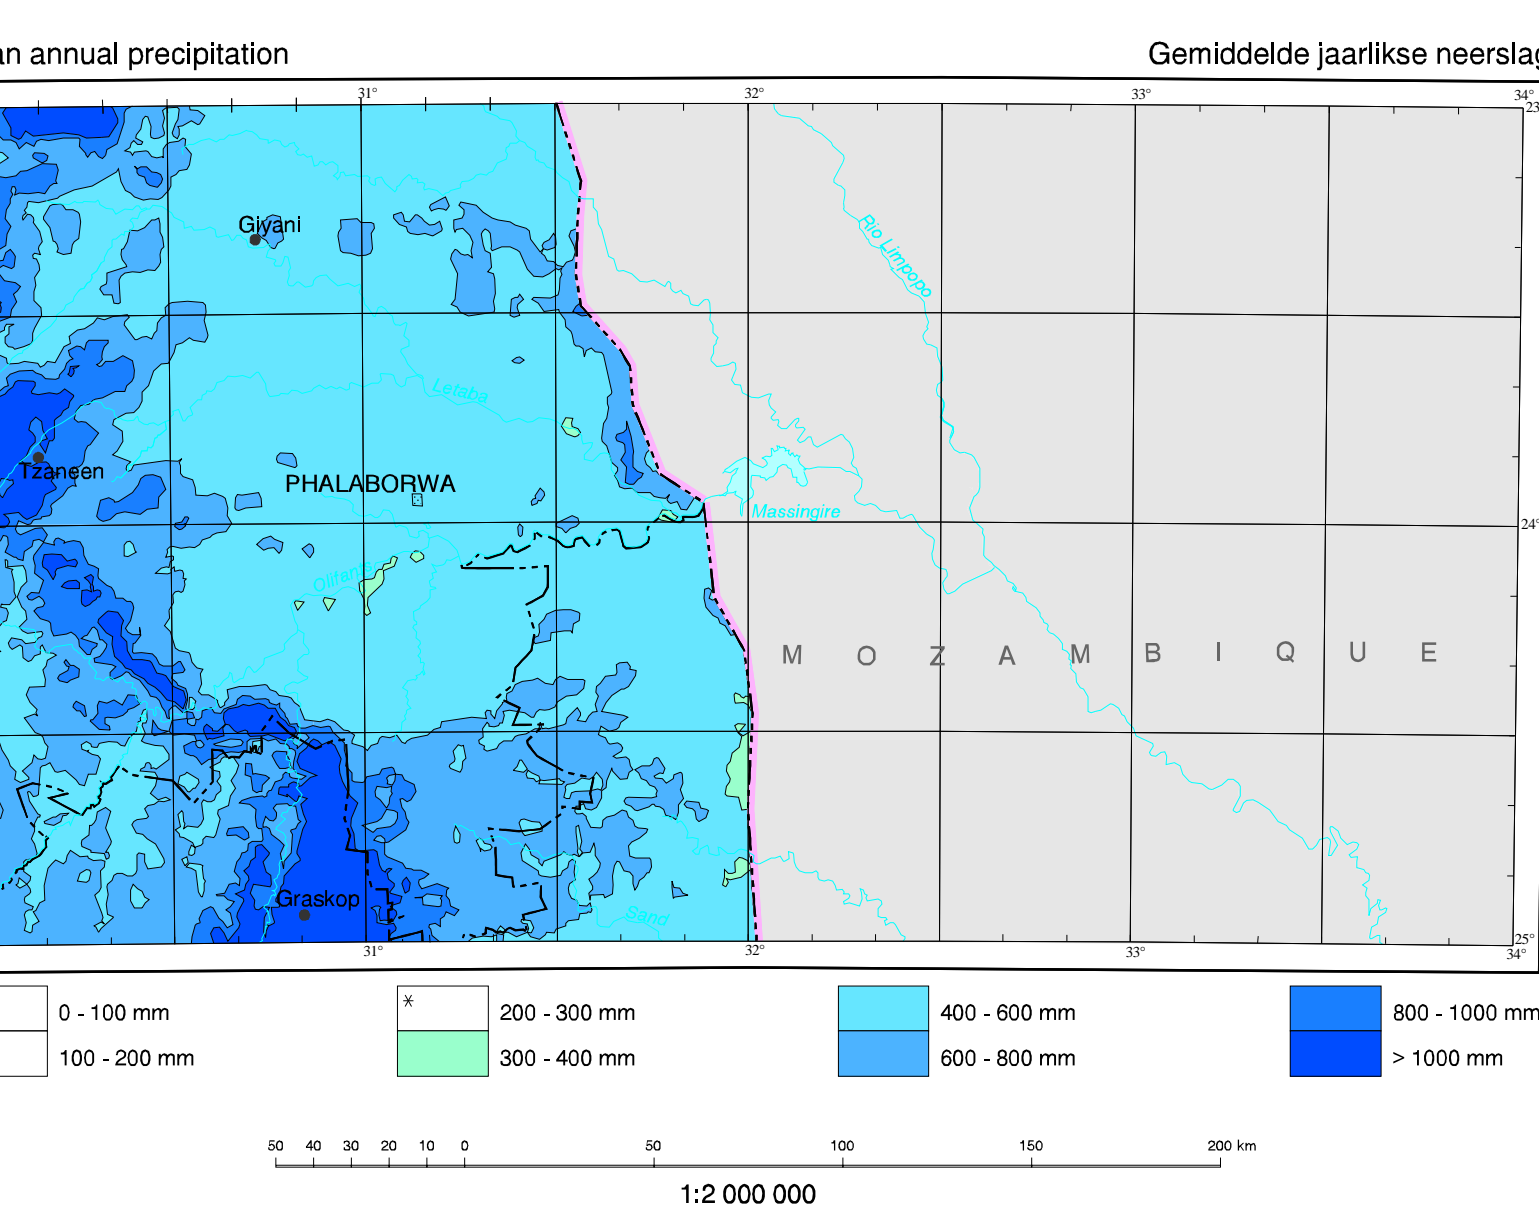 an annual precipitation
Gemiddelde jaarlikse neerslag
31° 32° 33° 34°
23
Giyani
Rio Limpopo
Letaba
Tzaneen
PHALABORWA
Massingire
24°
Olifants
MOZAMBIQUE
Graskop
Sand
25°
31° 32° 33° 34°
0 - 100 mm
100 - 200 mm
* 200 - 300 mm
300 - 400 mm
400 - 600 mm
600 - 800 mm
800 - 1000 mm
> 1000 mm
50 40 30 20 10 0 50 100 150 200 km
1:2 000 000